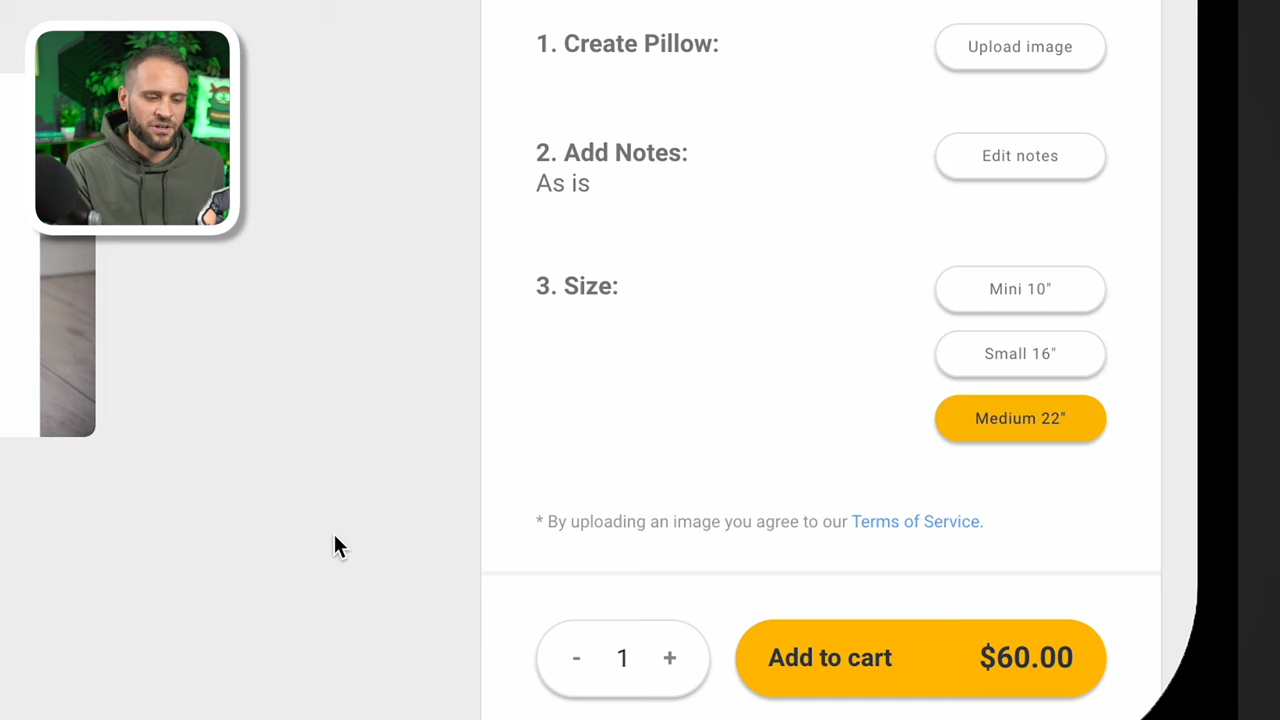 1. Create Pillow:
Upload image
2. Add Notes:
Edit notes
As is
3. Size:
Mini 10"
Small 16"
Medium 22"
* By uploading an image you agree to our Terms of Service.
- 1 +
Add to cart $60.00